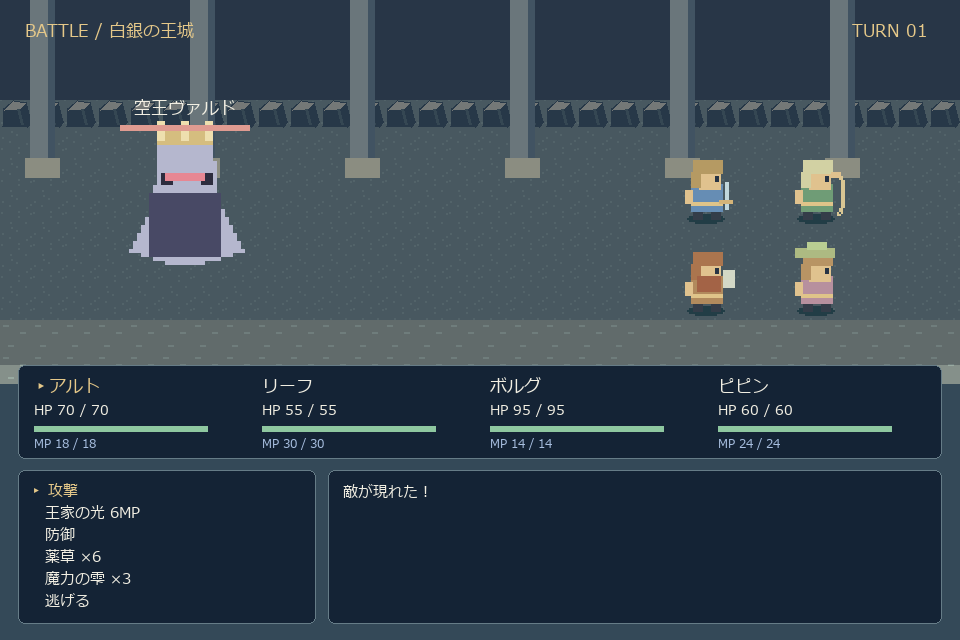 BATTLE / 白銀の王城
TURN 01
空王ヴァルド
▸アルト
HP 70 / 70
MP 18 / 18
リーフ
HP 55 / 55
MP 30 / 30
ボルグ
HP 95 / 95
MP 14 / 14
ピピン
HP 60 / 60
MP 24 / 24
▸ 攻撃
王家の光 6MP
防御
薬草 ×6
魔力の雫 ×3
逃げる
敵が現れた！